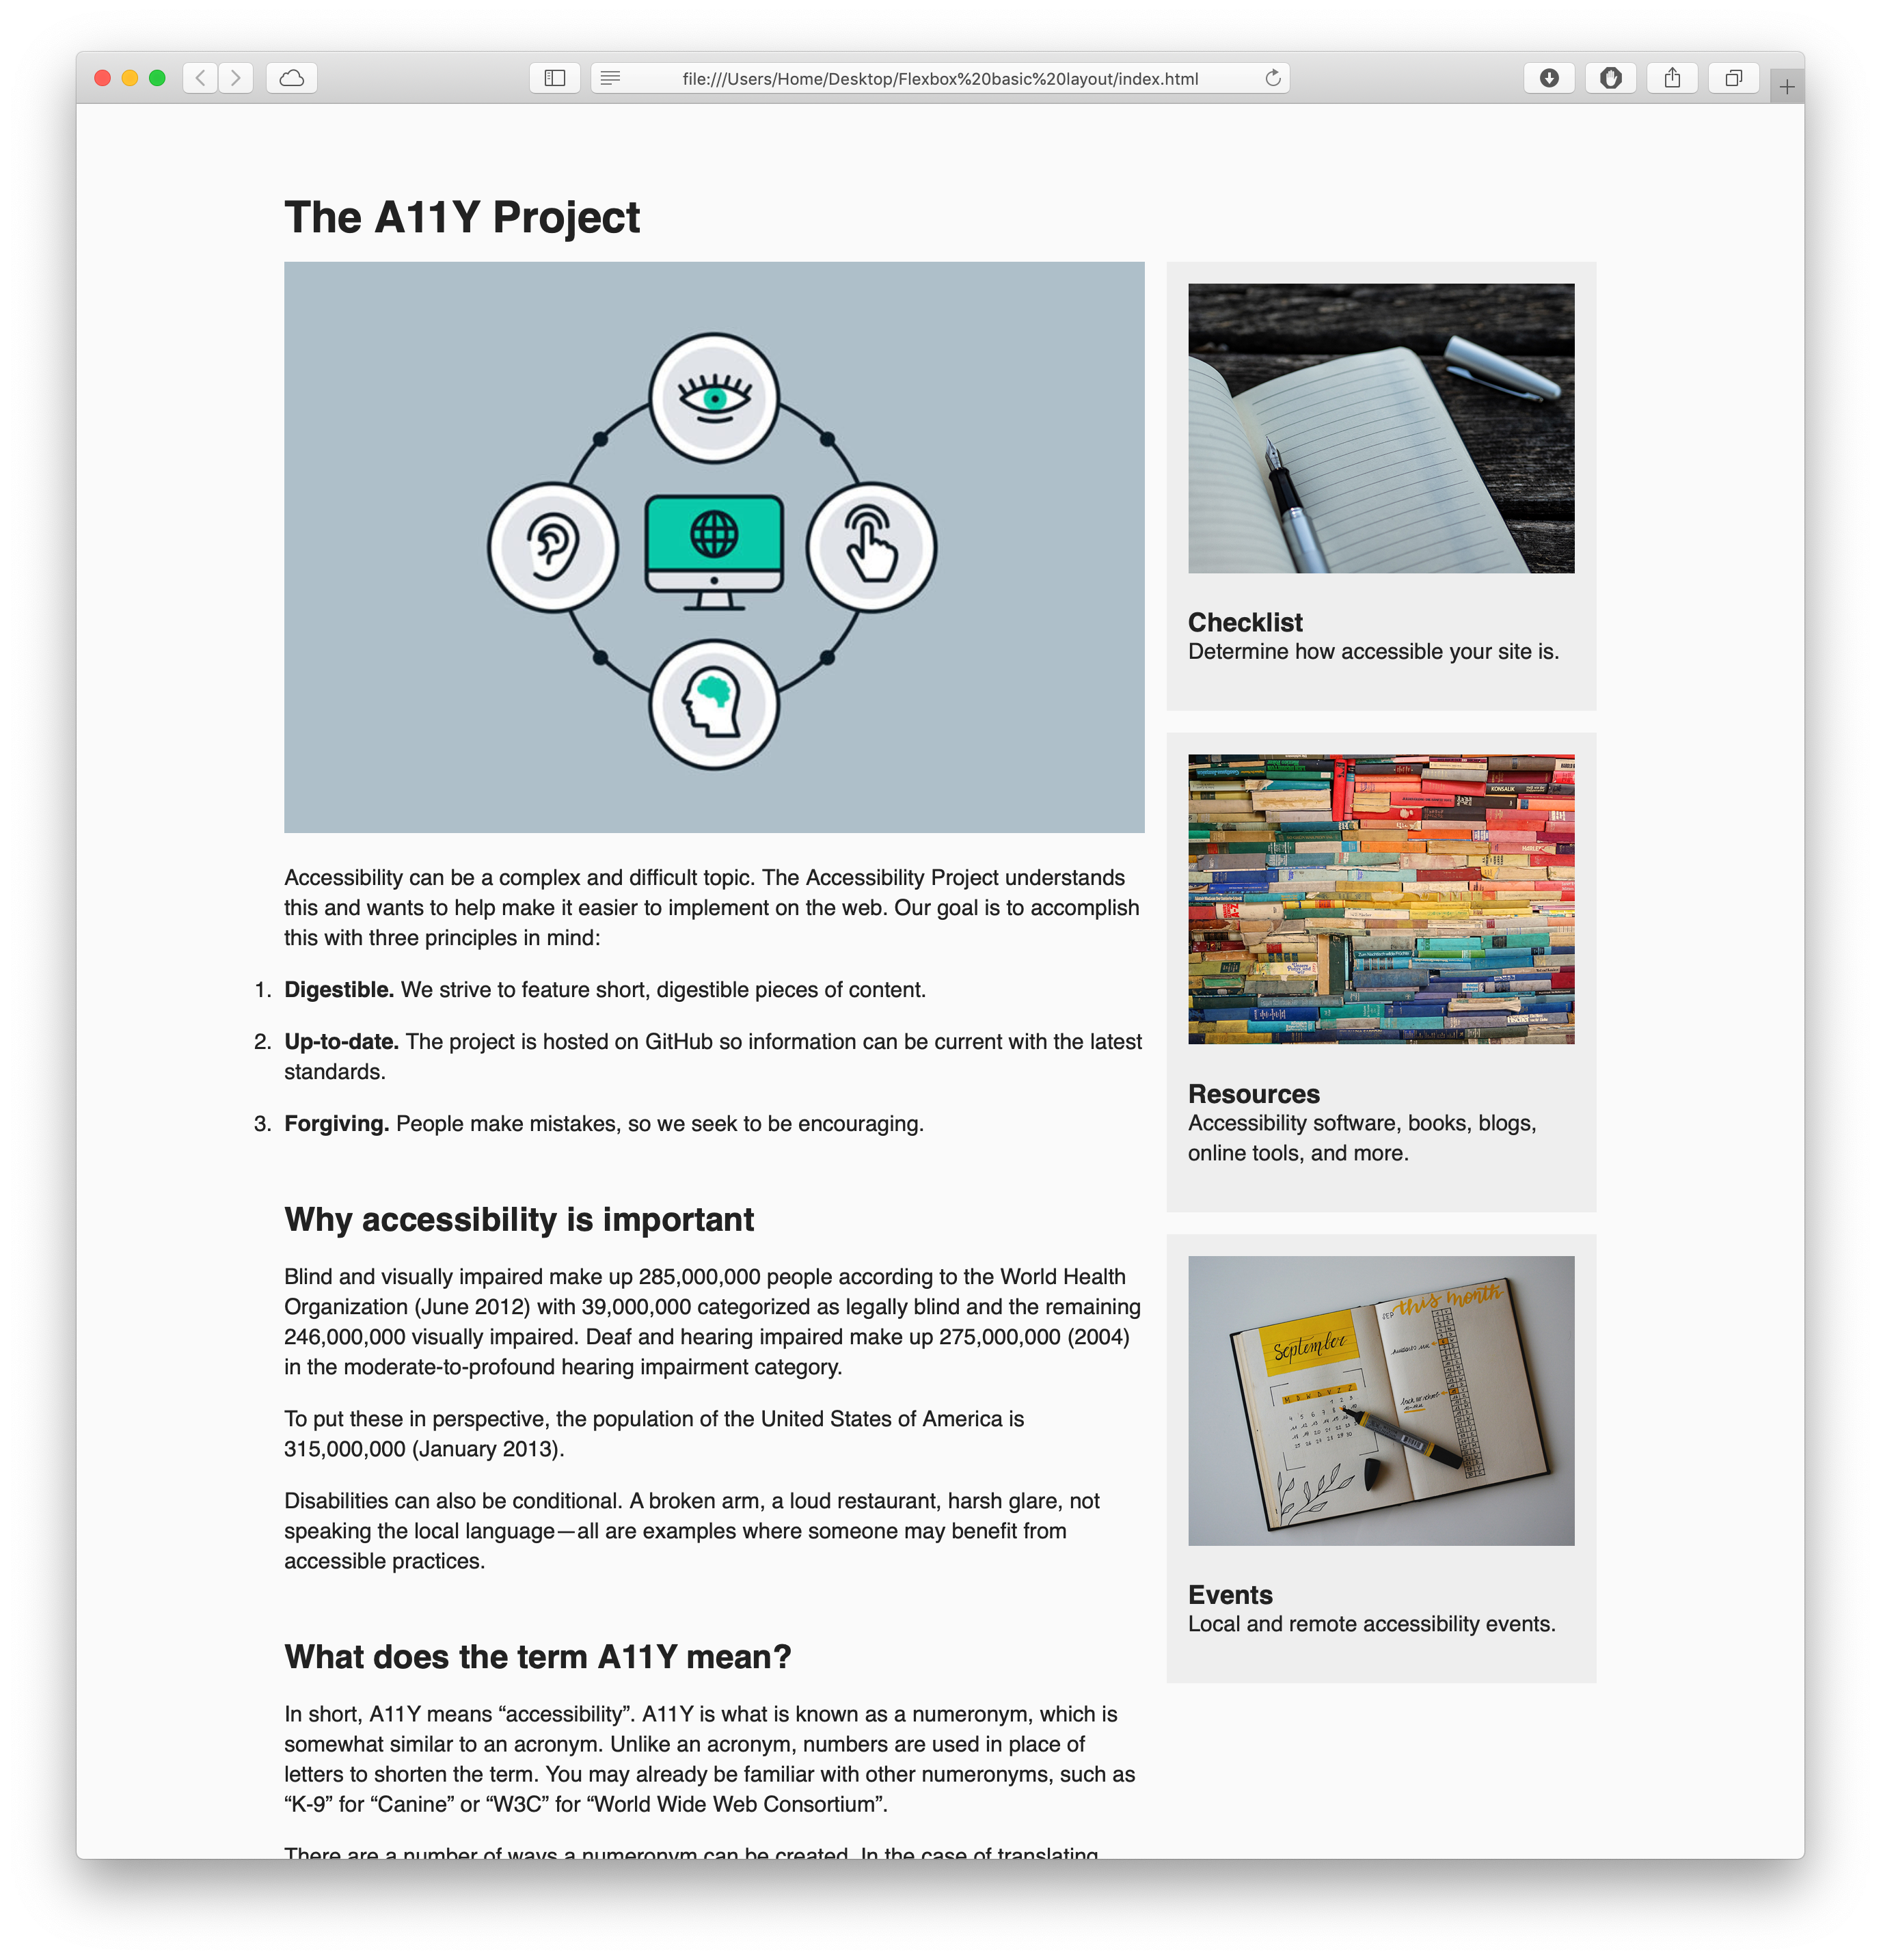 file:///Users/Home/Desktop/Flexbox%20basic%20layout/index.html
The A11Y Project
Accessibility can be a complex and difficult topic. The Accessibility Project understands
this and wants to help make it easier to implement on the web. Our goal is to accomplish
this with three principles in mind:
1. Digestible. We strive to feature short, digestible pieces of content.
2. Up-to-date. The project is hosted on GitHub so information can be current with the latest
standards.
3. Forgiving. People make mistakes, so we seek to be encouraging.
Why accessibility is important
Blind and visually impaired make up 285,000,000 people according to the World Health
Organization (June 2012) with 39,000,000 categorized as legally blind and the remaining
246,000,000 visually impaired. Deaf and hearing impaired make up 275,000,000 (2004)
in the moderate-to-profound hearing impairment category.
To put these in perspective, the population of the United States of America is
315,000,000 (January 2013).
Disabilities can also be conditional. A broken arm, a loud restaurant, harsh glare, not
speaking the local language—all are examples where someone may benefit from
accessible practices.
What does the term A11Y mean?
In short, A11Y means “accessibility”. A11Y is what is known as a numeronym, which is
somewhat similar to an acronym. Unlike an acronym, numbers are used in place of
letters to shorten the term. You may already be familiar with other numeronyms, such as
“K-9” for “Canine” or “W3C” for “World Wide Web Consortium”.
There are a number of ways a numeronym can be created. In the case of translating
Checklist
Determine how accessible your site is.
KONSALIK
Resources
Accessibility software, books, blogs,
online tools, and more.
September
M D W D V Z Z
SEP this month
Events
Local and remote accessibility events.